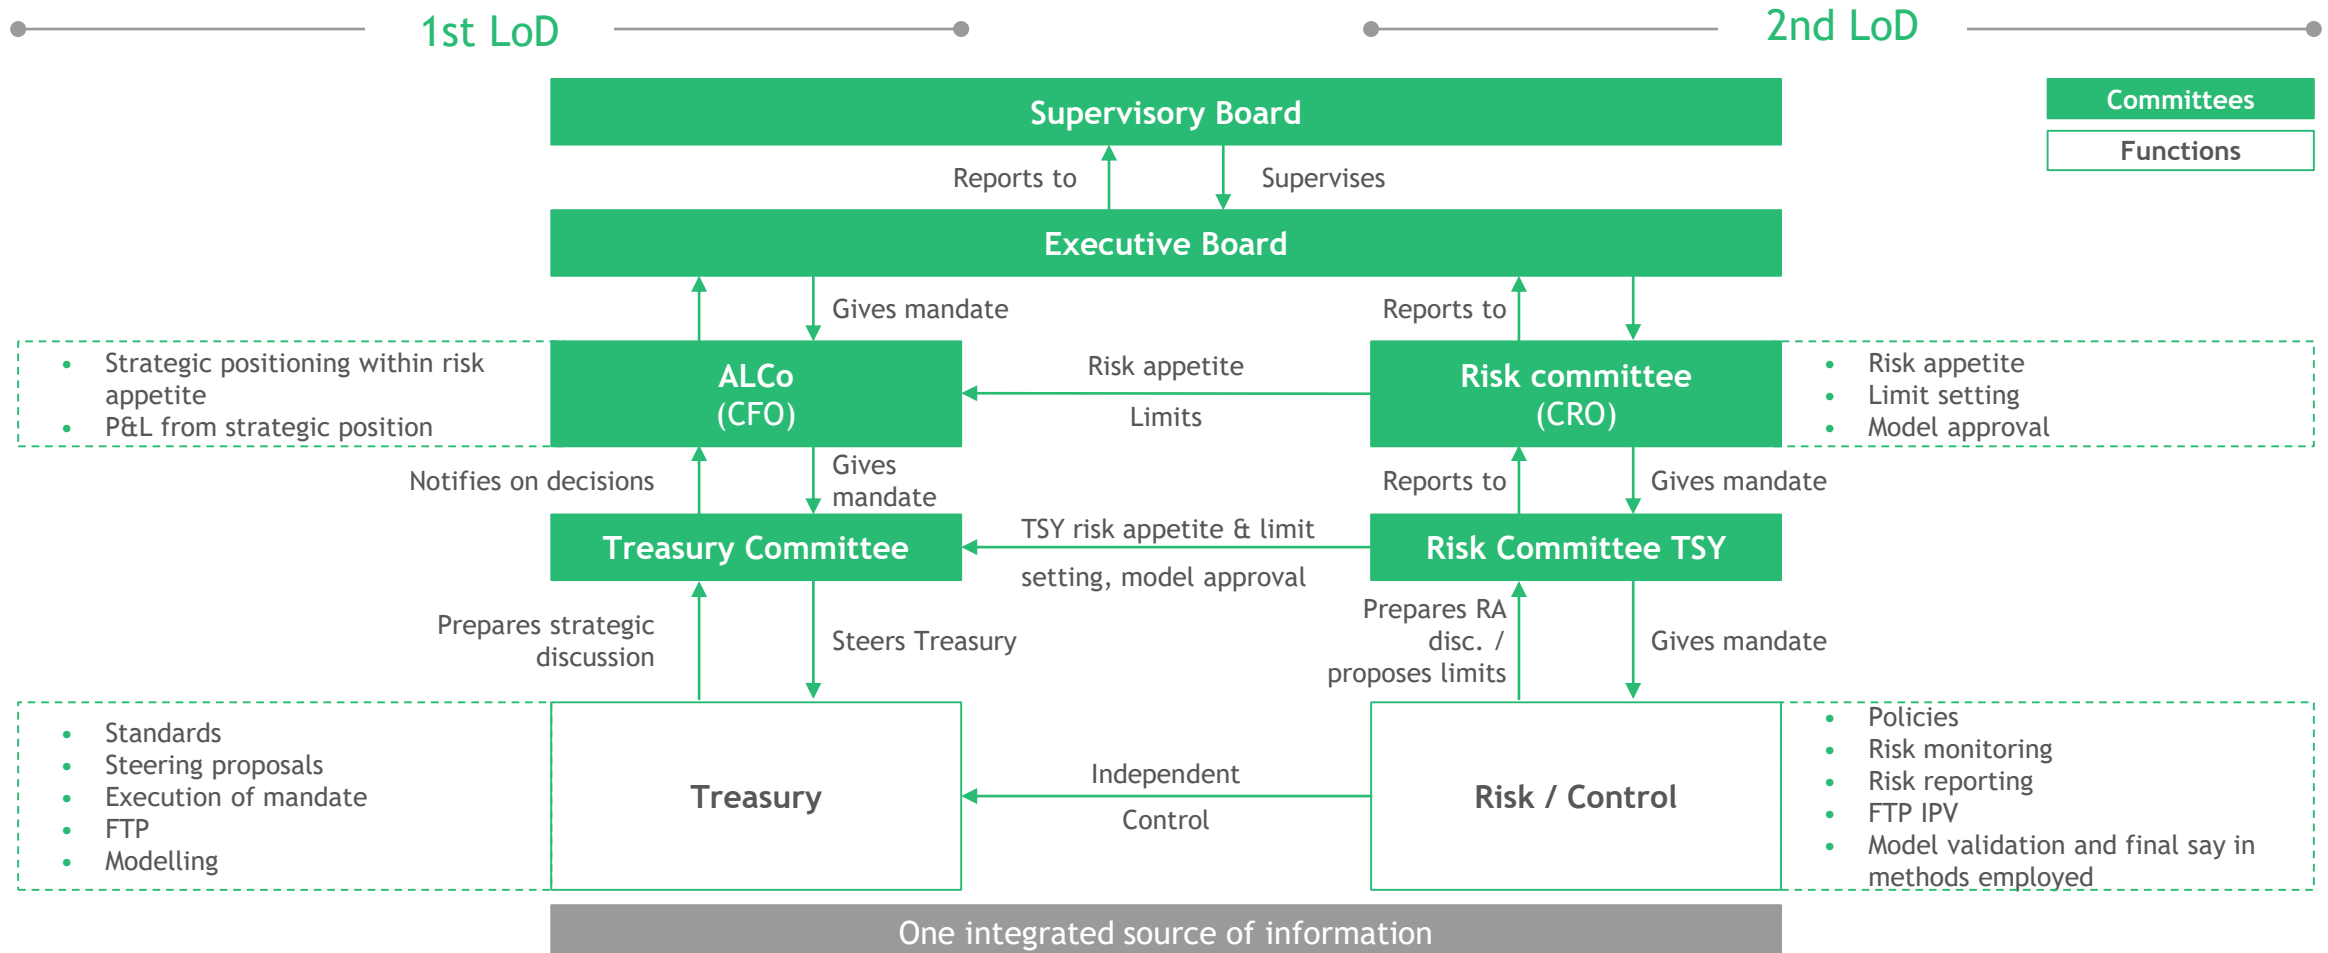 1st LoD
2nd LoD
Supervisory Board
Committees
Functions
Reports to
Supervises
Executive Board
Gives mandate
Reports to
• Strategic positioning within risk
appetite
• P&L from strategic position
ALCo
(CFO)
Risk appetite
Limits
Risk committee
(CRO)
• Risk appetite
• Limit setting
• Model approval
Notifies on decisions
Gives
mandate
Reports to
Gives mandate
Treasury Committee
TSY risk appetite & limit
setting, model approval
Risk Committee TSY
Prepares strategic
discussion
Steers Treasury
Prepares RA
disc. /
proposes limits
Gives mandate
• Standards
• Steering proposals
• Execution of mandate
• FTP
• Modelling
Treasury
Independent
Control
Risk / Control
• Policies
• Risk monitoring
• Risk reporting
• FTP IPV
• Model validation and final say in
methods employed
One integrated source of information